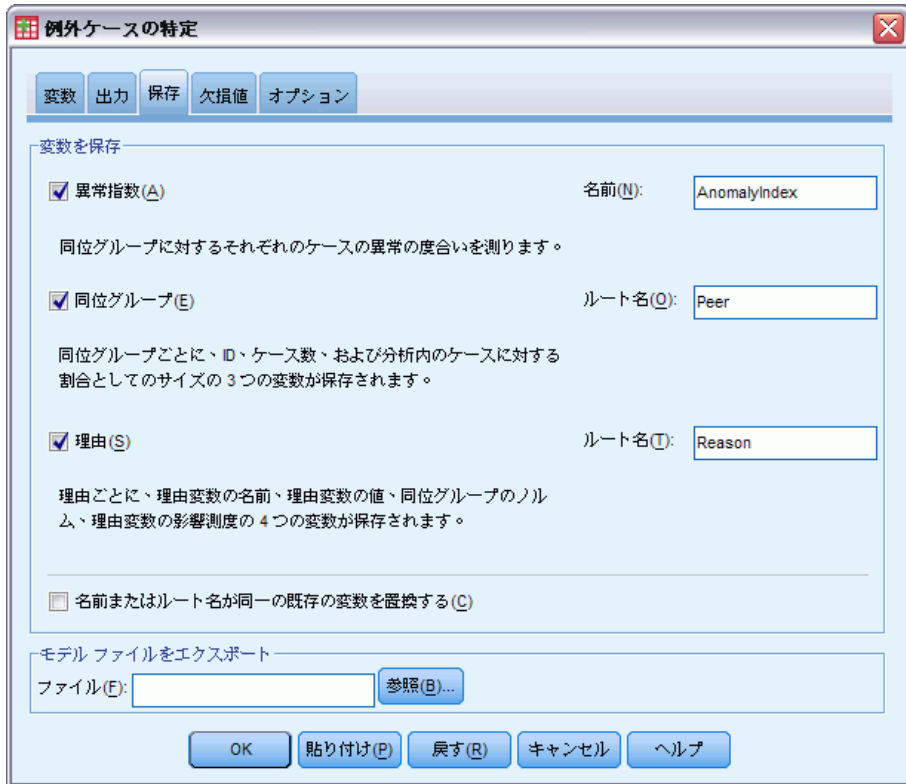 例外ケースの特定
変数 出力 保存 欠損値 オプション
変数を保存
異常指数(A) 名前(N): AnomalyIndex
同位グループに対するそれぞれのケースの異常の度合いを測ります。
同位グループ(E) ルート名(O): Peer
同位グループごとに、ID、ケース数、および分析内のケースに対する
割合としてのサイズの 3 つの変数が保存されます。
理由(S) ルート名(T): Reason
理由ごとに、理由変数の名前、理由変数の値、同位グループのノル
ム、理由変数の影響測度の 4 つの変数が保存されます。
名前またはルート名が同一の既存の変数を置換する(C)
モデル ファイルをエクスポート
ファイル(F): 参照(B)...
OK 貼り付け(P) 戻す(R) キャンセル ヘルプ